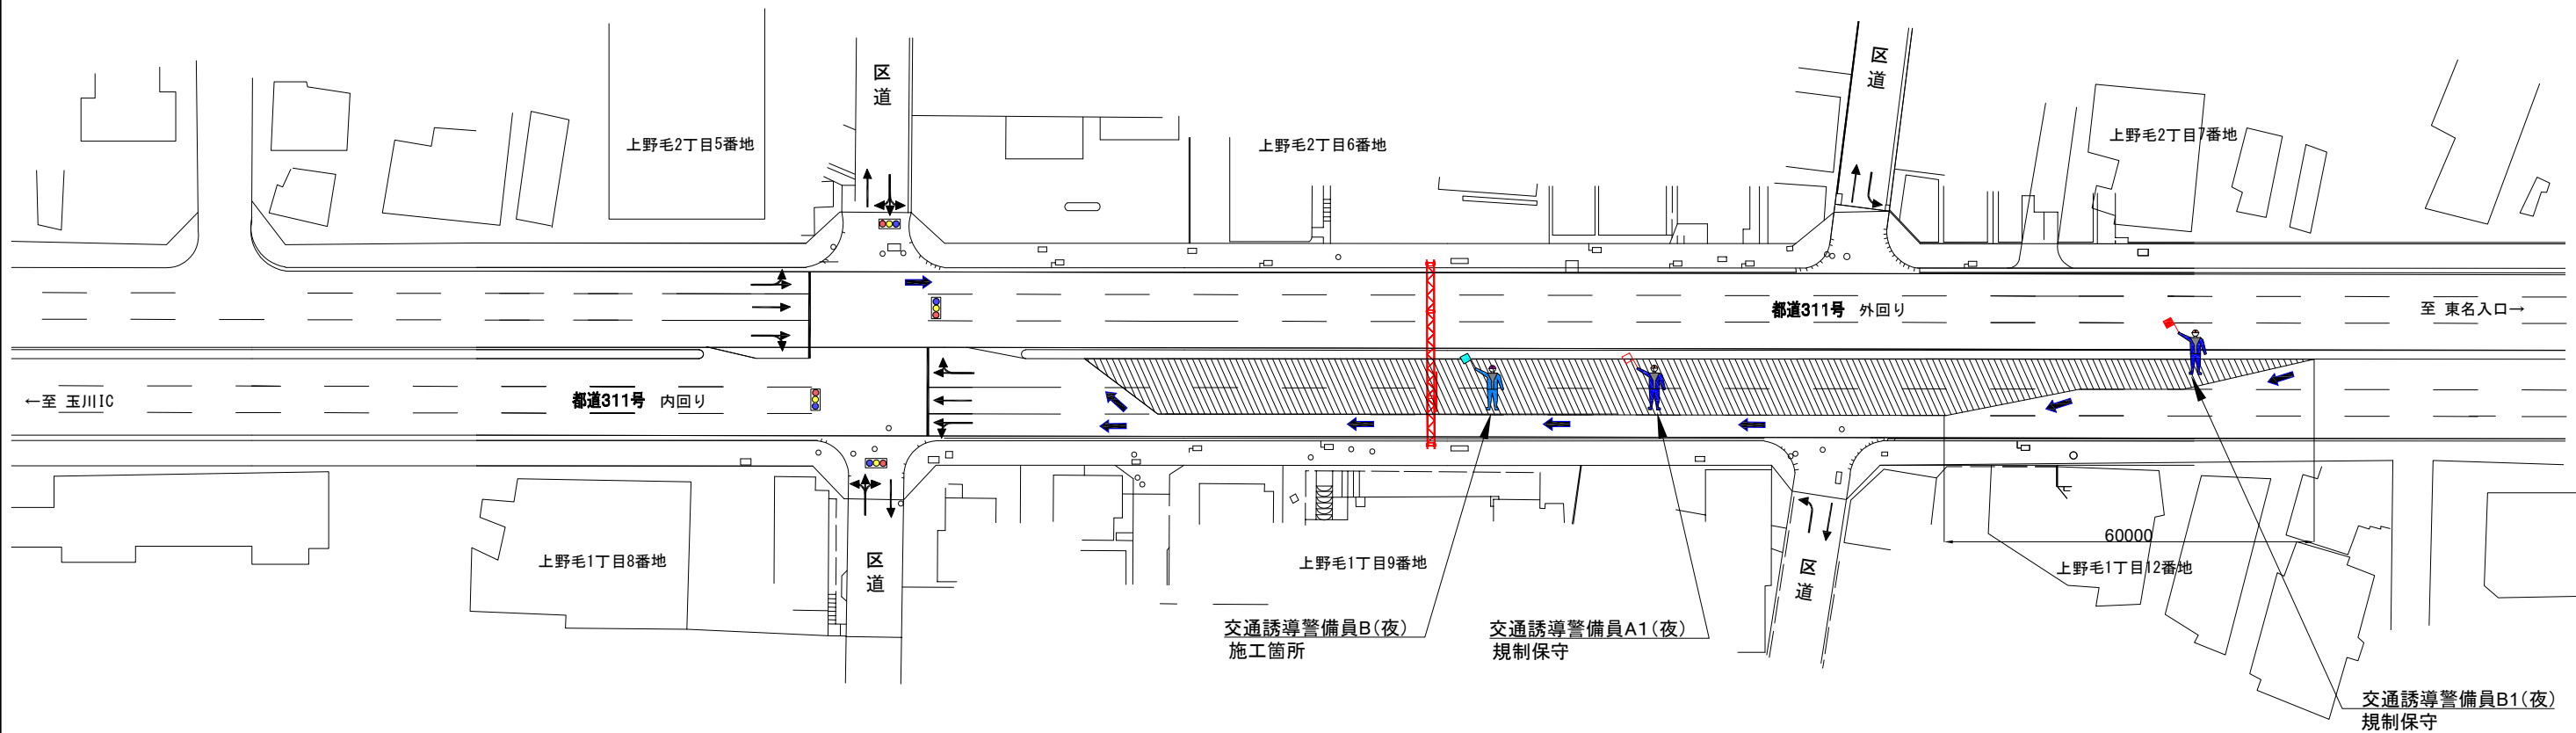 区道
区道
上野毛2丁目5番地
上野毛2丁目6番地
上野毛2丁目7番地
都道311号 外回り
至 東名入口→
←至 玉川IC
都道311号 内回り
60000
上野毛1丁目8番地
区道
上野毛1丁目9番地
区道
上野毛1丁目12番地
交通誘導警備員B(夜)
施工箇所
交通誘導警備員A1(夜)
規制保守
交通誘導警備員B1(夜)
規制保守